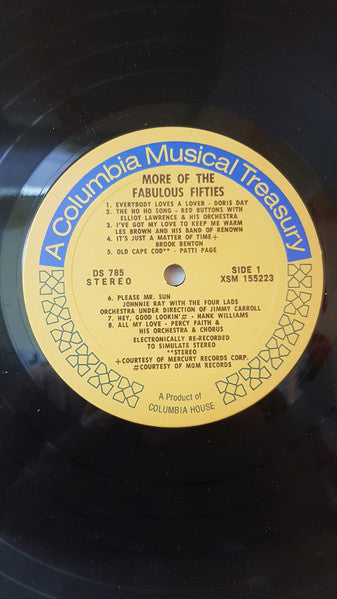 A Columbia Musical Treasury
MORE OF THE
FABULOUS FIFTIES
1. EVERYBODY LOVES A LOVER - DORIS DAY
2. THE HO HO SONG - RED BUTTONS WITH
ELLIOT LAWRENCE & HIS ORCHESTRA
3. I'VE GOT MY LOVE TO KEEP ME WARM
LES BROWN AND HIS BAND OF RENOWN
4. IT'S JUST A MATTER OF TIME+
BROOK BENTON
5. OLD CAPE COD** - PATTI PAGE
DS 785
STEREO
SIDE 1
XSM 155223
6. PLEASE MR. SUN
JOHNNIE RAY WITH THE FOUR LADS
ORCHESTRA UNDER DIRECTION OF JIMMY CARROLL
7. HEY, GOOD LOOKIN'# - HANK WILLIAMS
8. ALL MY LOVE - PERCY FAITH &
HIS ORCHESTRA & CHORUS
ELECTRONICALLY RE-RECORDED
TO SIMULATE STEREO
**STEREO
+COURTESY OF MERCURY RECORDS CORP.
#COURTESY OF MGM RECORDS
A Product of
COLUMBIA HOUSE